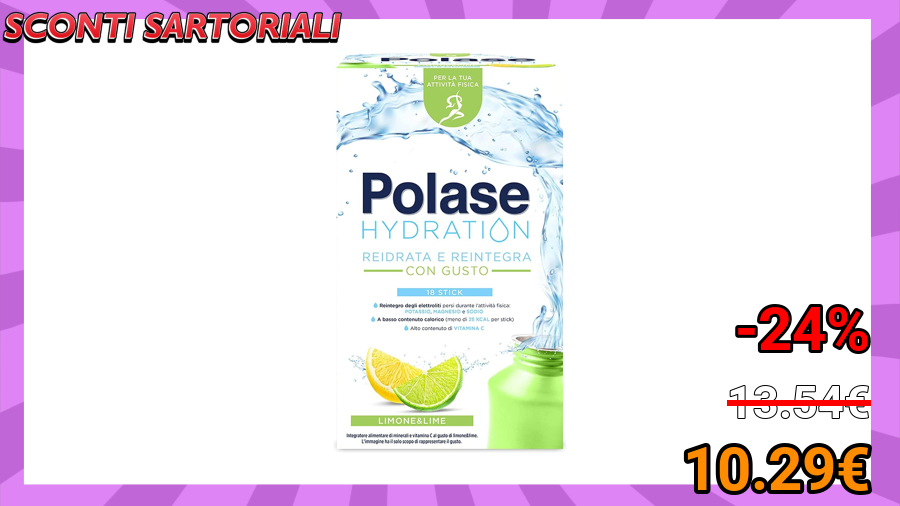 SCONTI SARTORIALI
Polase
PER LA TUA
ATTIVITÀ FISICA
Polase
HYDRATION
REIDRATA E REINTEGRA
CON GUSTO
18 STICK
Reintegro degli elettroliti persi durante l'attività fisica:
POTASSIO, MAGNESIO e SODIO
A basso contenuto calorico (meno di 25 KCAL per stick)
Alto contenuto di VITAMINA C
LIMONE&LIME
Integratore alimentare di minerali e vitamina C al gusto di limone&lime.
L'immagine ha il solo scopo di rappresentare il gusto.
-24%
13.54€
10.29€